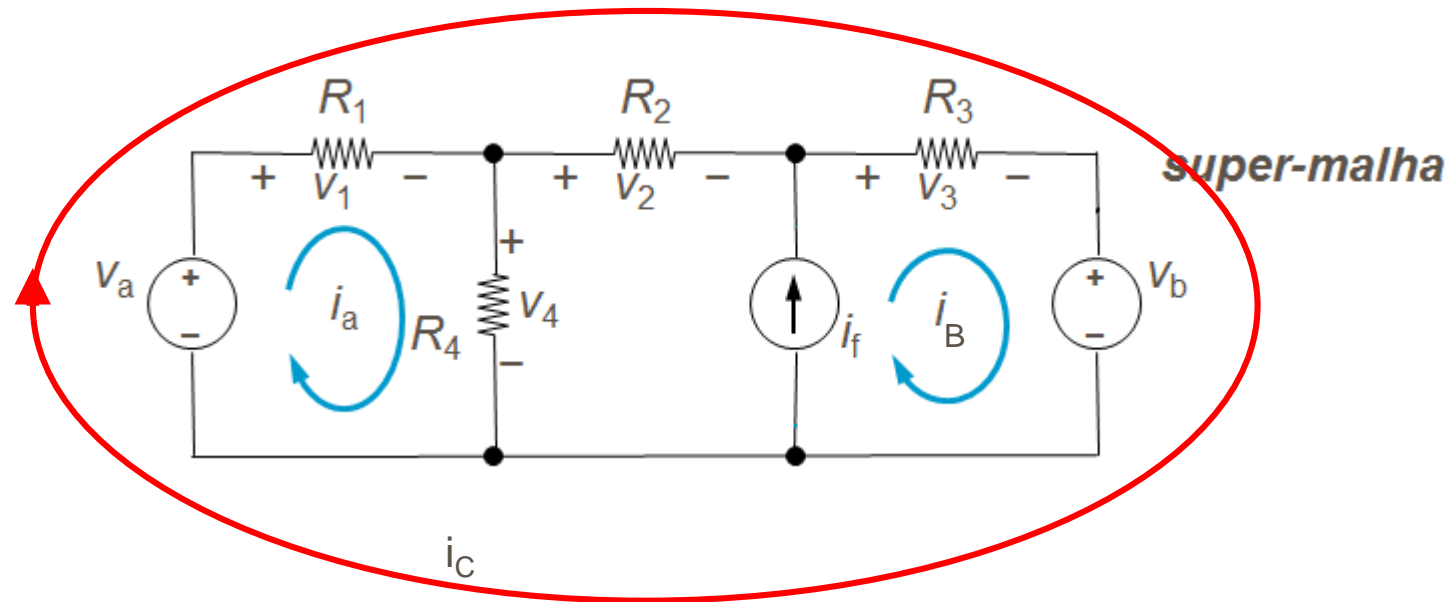 R1 R2 R3
+ v1 − + v2 − + v3 − super-malha
va + − ia R4 + v4 − if iB + − vb
iC